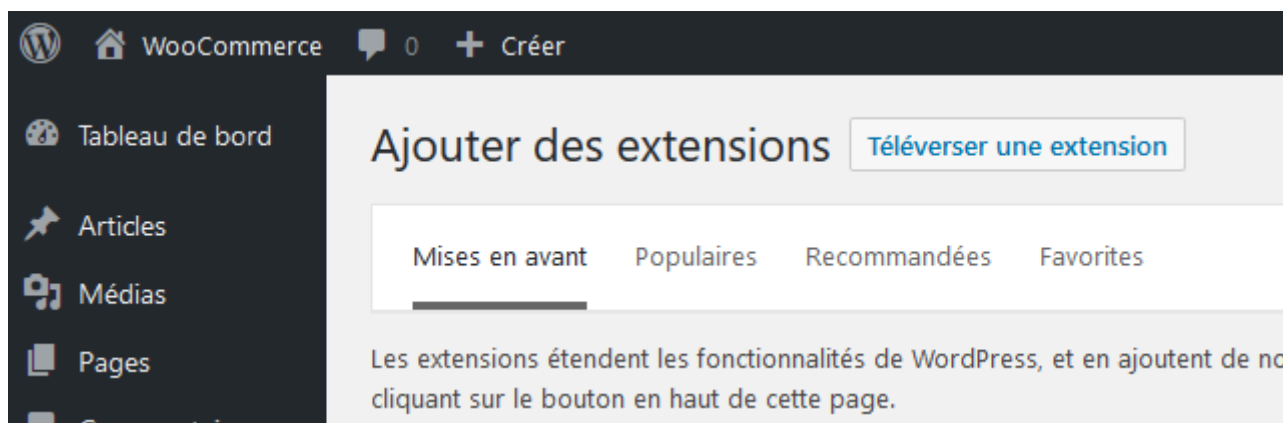 WooCommerce 0 Créer
Tableau de bord
Ajouter des extensions Téléverser une extension
Articles
Mises en avant Populaires Recommandées Favorites
Médias
Pages
Les extensions étendent les fonctionnalités de WordPress, et en ajoutent de
cliquant sur le bouton en haut de cette page.